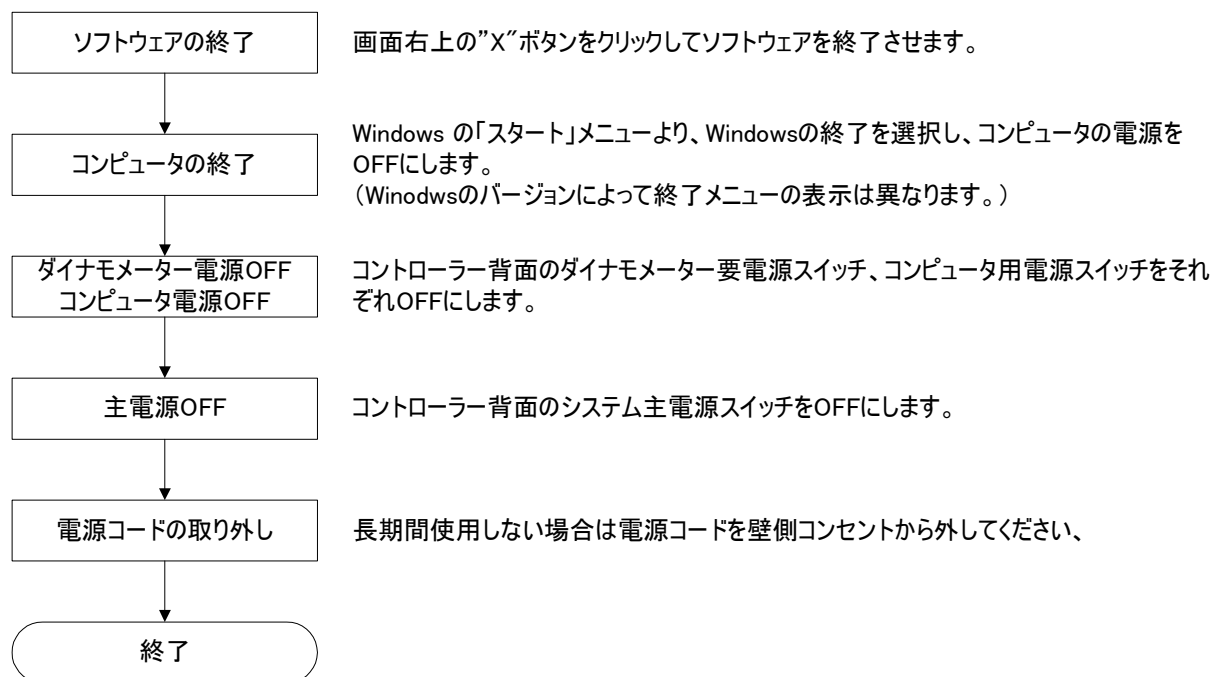 ソフトウェアの終了
画面右上の”X″ボタンをクリックしてソフトウェアを終了させます。
コンピュータの終了
Windows の「スタート」メニューより、Windowsの終了を選択し、コンピュータの電源を
OFFにします。
（Winodwsのバージョンによって終了メニューの表示は異なります。）
ダイナモメーター電源OFF
コンピュータ電源OFF
コントローラー背面のダイナモメーター要電源スイッチ、コンピュータ用電源スイッチをそれ
ぞれOFFにします。
主電源OFF
コントローラー背面のシステム主電源スイッチをOFFにします。
電源コードの取り外し
長期間使用しない場合は電源コードを壁側コンセントから外してください、
終了